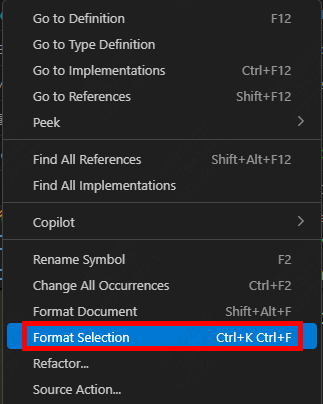 Go to Definition F12
Go to Type Definition
Go to Implementations Ctrl+F12
Go to References Shift+F12
Peek
Find All References Shift+Alt+F12
Find All Implementations
Copilot
Rename Symbol F2
Change All Occurrences Ctrl+F2
Format Document Shift+Alt+F
Format Selection Ctrl+K Ctrl+F
Refactor...
Source Action...